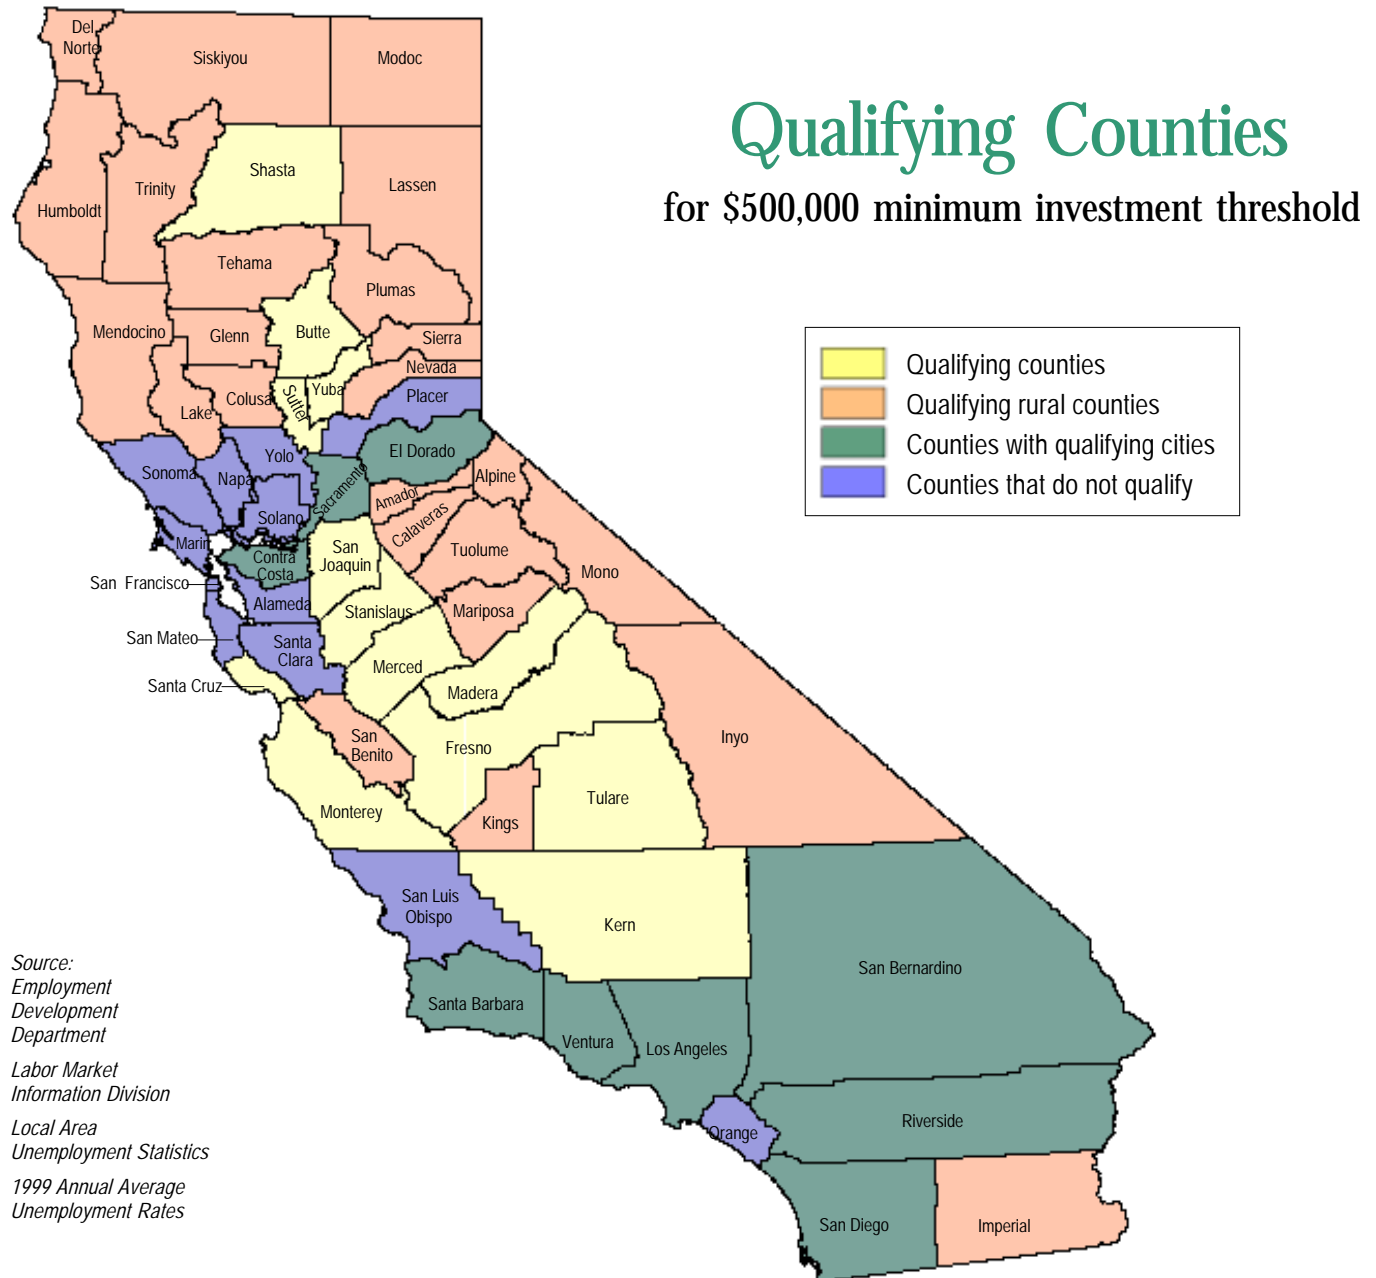 Qualifying Counties
for $500,000 minimum investment threshold
Qualifying counties
Qualifying rural counties
Counties with qualifying cities
Counties that do not qualify
Del
Norte
Siskiyou
Modoc
Shasta
Trinity
Lassen
Humboldt
Tehama
Plumas
Mendocino
Glenn
Butte
Sierra
Nevada
Lake
Colusa
Sutter
Yuba
Placer
El Dorado
Yolo
Sonoma
Napa
Sacramento
Alpine
Amador
Solano
Calaveras
Marin
San
Joaquin
Tuolume
Contra
Costa
Mono
San Francisco
Alameda
Stanislaus
Mariposa
San Mateo
Santa
Clara
Merced
Santa Cruz
Madera
San
Benito
Fresno
Inyo
Tulare
Monterey
Kings
San Luis
Obispo
Kern
San Bernardino
Santa Barbara
Ventura
Los Angeles
Riverside
Orange
San Diego
Imperial
Source:
Employment
Development
Department
Labor Market
Information Division
Local Area
Unemployment Statistics
1999 Annual Average
Unemployment Rates